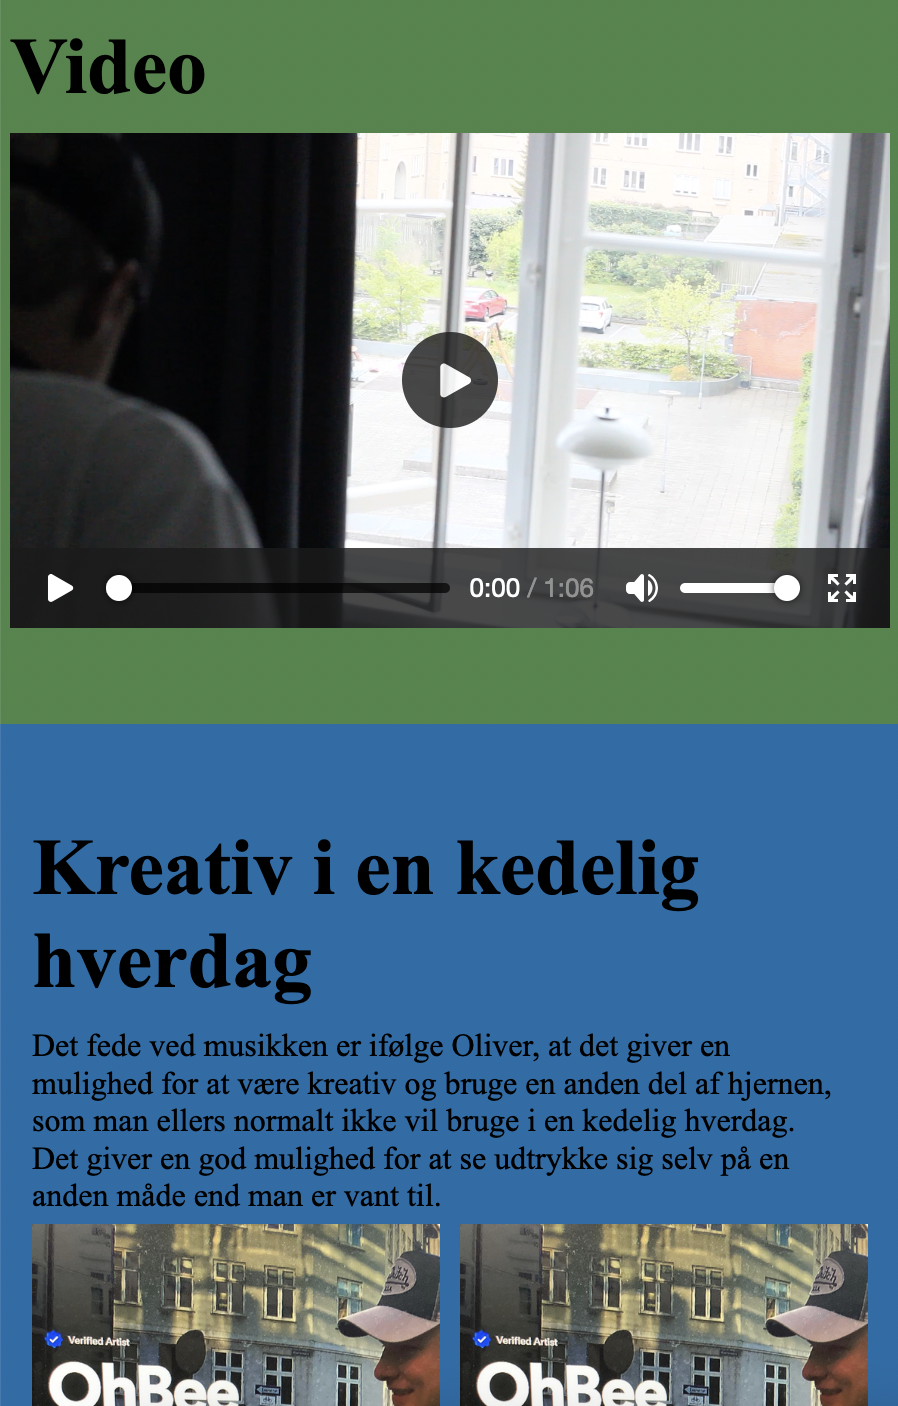 Video
0:00 / 1:06
Kreativ i en kedelig
hverdag
Det fede ved musikken er ifølge Oliver, at det giver en
mulighed for at være kreativ og bruge en anden del af hjernen,
som man ellers normalt ikke vil bruge i en kedelig hverdag.
Det giver en god mulighed for at se udtrykke sig selv på en
anden måde end man er vant til.
Verified Artist
OhBee
Verified Artist
OhBee